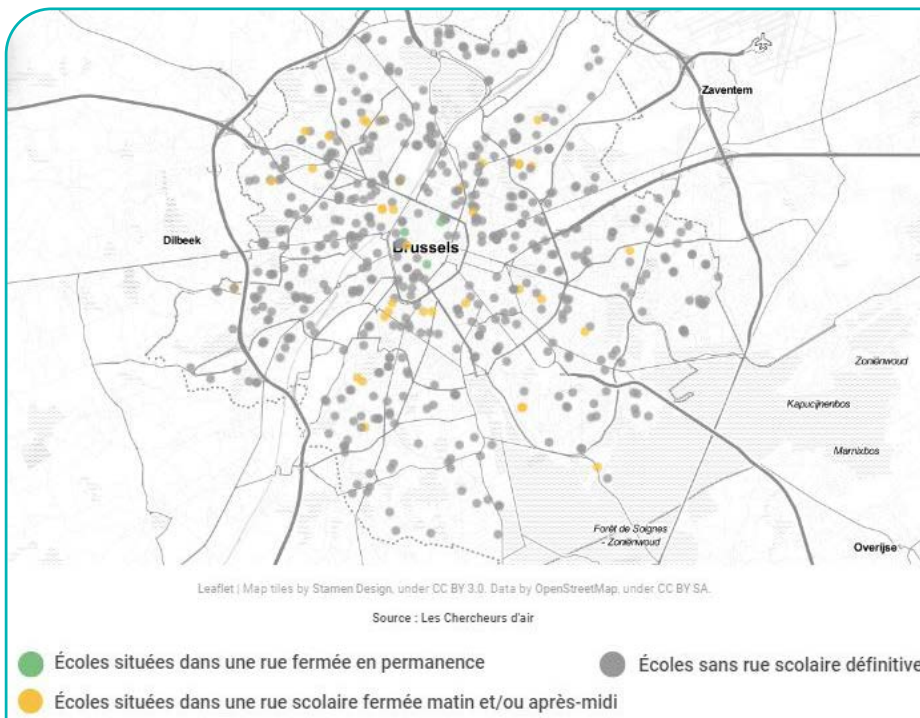 Zaventem
Dilbeek
Brussels
Zoniënwoud
Kapucijnenbos
Marnixbos
Forêt de Soignes
- Zoniënwoud
Overijse
Leaflet | Map tiles by Stamen Design, under CC BY 3.0. Data by OpenStreetMap, under CC BY SA.
Source : Les Chercheurs d'air
Écoles situées dans une rue fermée en permanence
Écoles sans rue scolaire définitive
Écoles situées dans une rue scolaire fermée matin et/ou après-midi